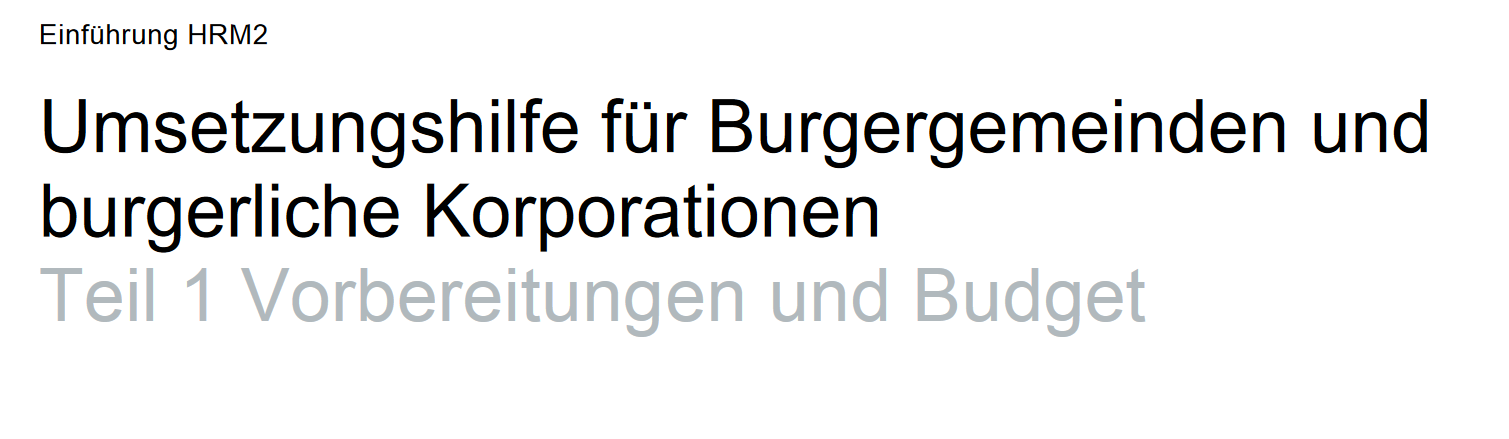 Einführung HRM2
Umsetzungshilfe für Burgergemeinden und
burgerliche Korporationen
Teil 1 Vorbereitungen und Budget